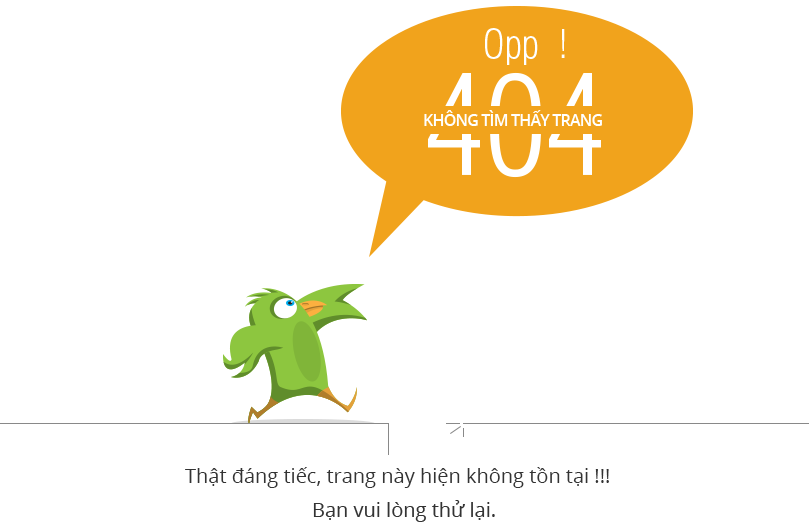 Opp !
404
KHÔNG TÌM THẤY TRANG
Thật đáng tiếc, trang này hiện không tồn tại !!!
Bạn vui lòng thử lại.